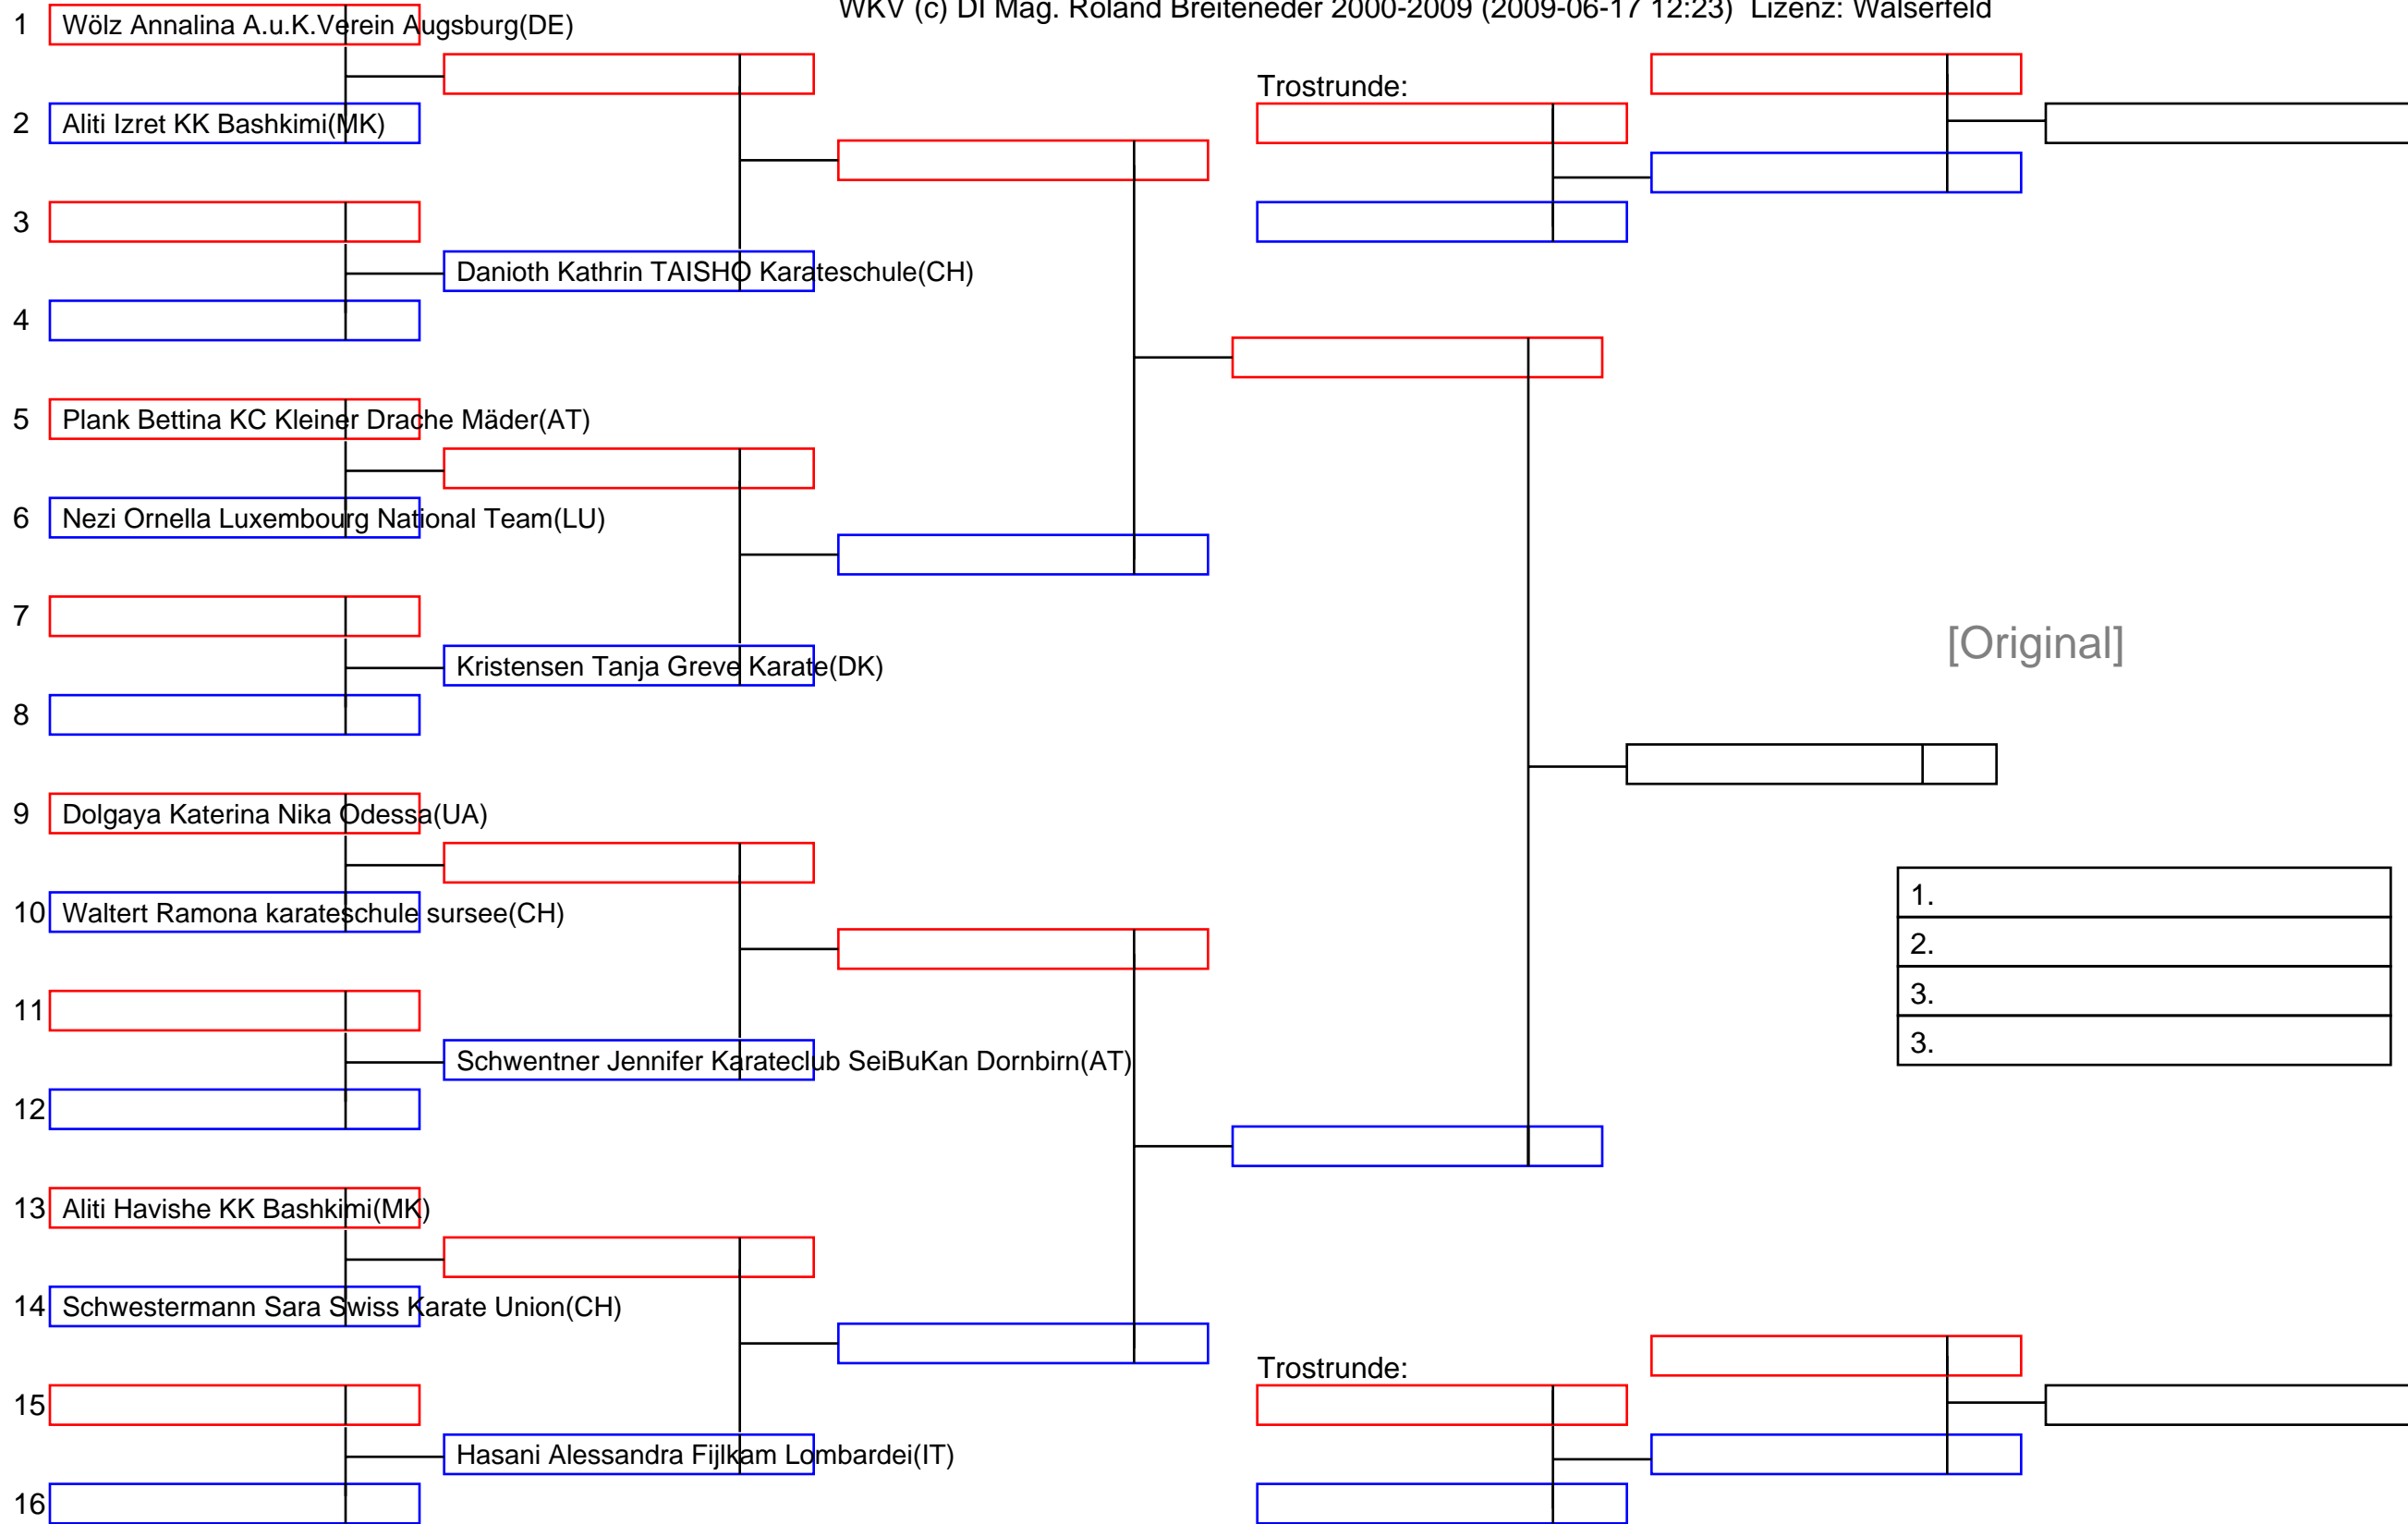 WKV (c) DI Mag. Roland Breiteneder 2000-2009 (2009-06-17 12:23) Lizenz: Walserfeld
1 Wölz Annalina A.u.K.Verein Augsburg(DE)
Trostrunde:
2 Aliti Izret KK Bashkimi(MK)
3
Danioth Kathrin TAISHO Karateschule(CH)
4
5 Plank Bettina KC Kleiner Drache Mäder(AT)
6 Nezi Ornella Luxembourg National Team(LU)
7
[Original]
Kristensen Tanja Greve Karate(DK)
8
9 Dolgaya Katerina Nika Odessa(UA)
1.
10 Waltert Ramona karateschule sursee(CH)
2.
3.
11
3.
Schwentner Jennifer Karateclub SeiBuKan Dornbirn(AT)
12
13 Aliti Havishe KK Bashkimi(MK)
14 Schwestermann Sara Swiss Karate Union(CH)
Trostrunde:
15
Hasani Alessandra Fijlkam Lombardei(IT)
16